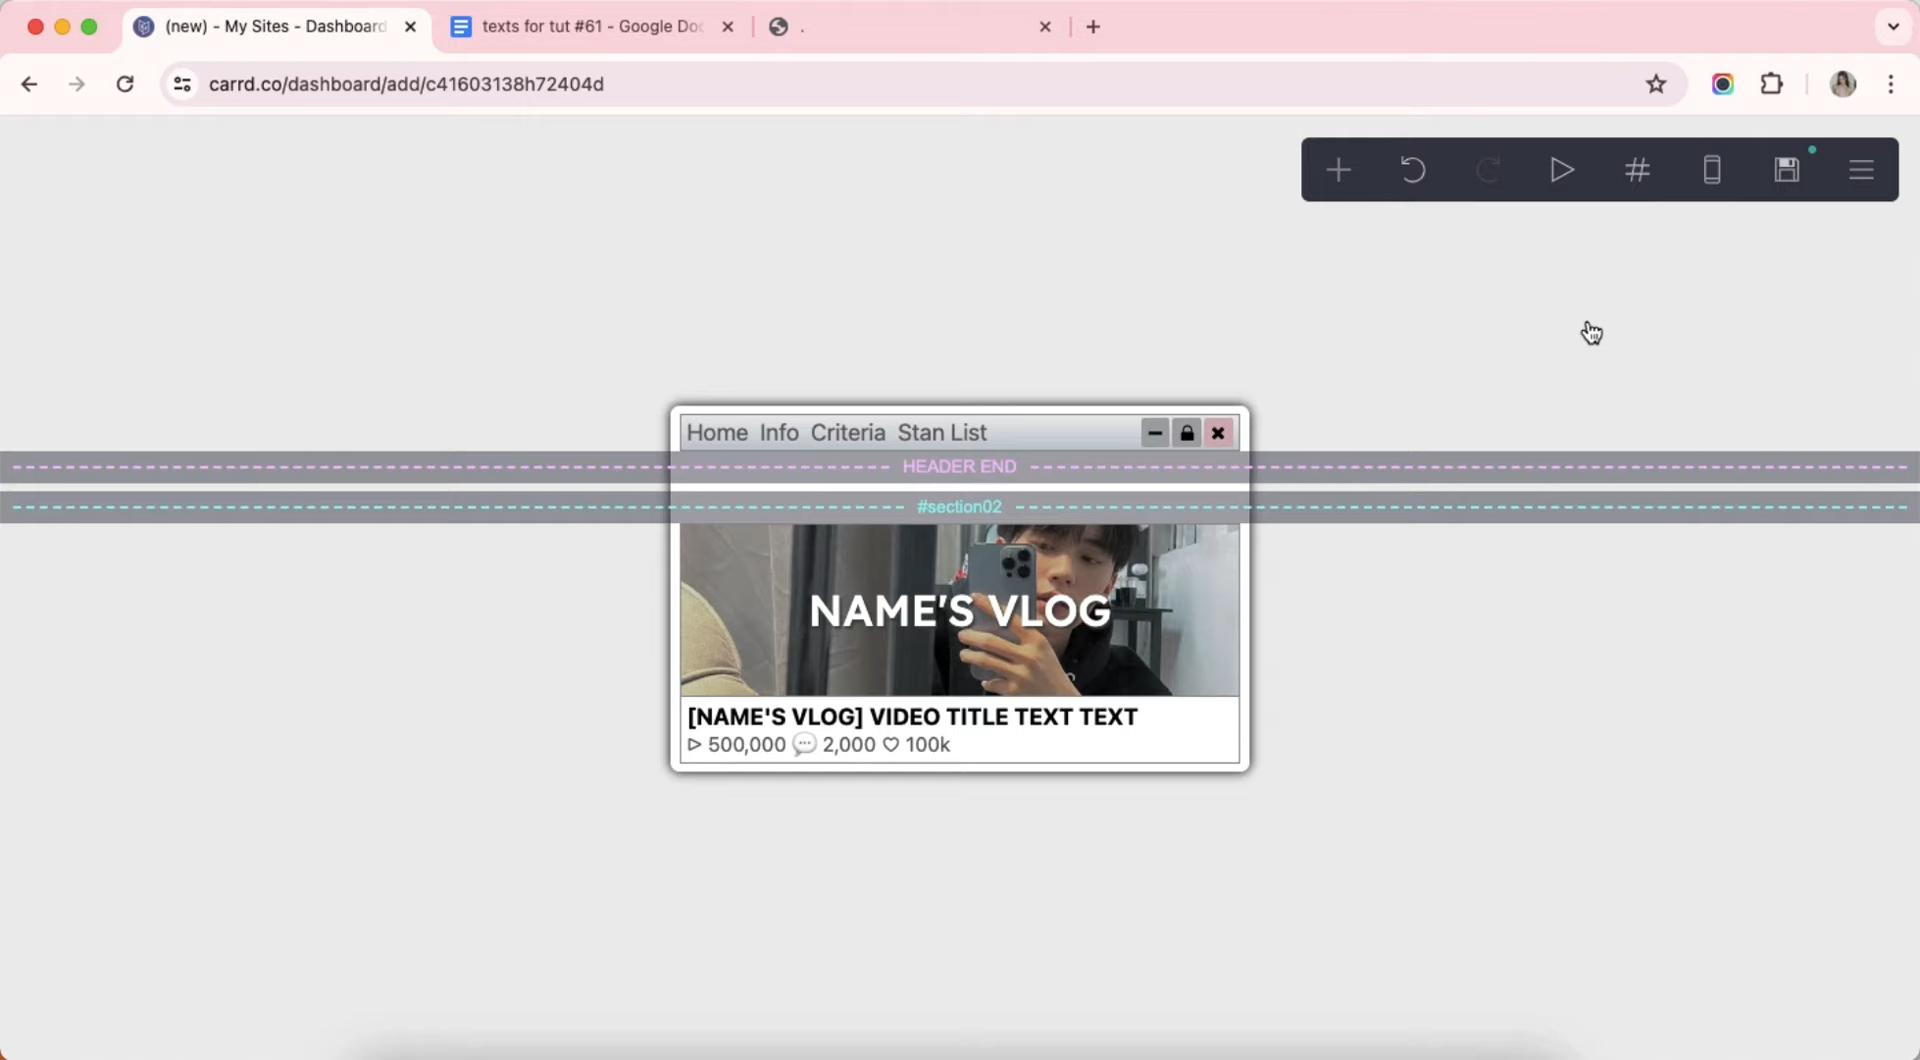 (new) - My Sites - Dashboard
texts for tut #61 - Google Doc
.
carrd.co/dashboard/add/c41603138h72404d
Home Info Criteria Stan List
HEADER END
#section02
NAME'S VLOG
[NAME'S VLOG] VIDEO TITLE TEXT TEXT
▷ 500,000 💬 2,000 ♡ 100k